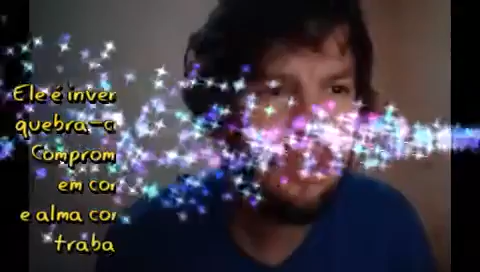 Ele é inver
quebra-c
Comprom
em cor
e alma cor
traba